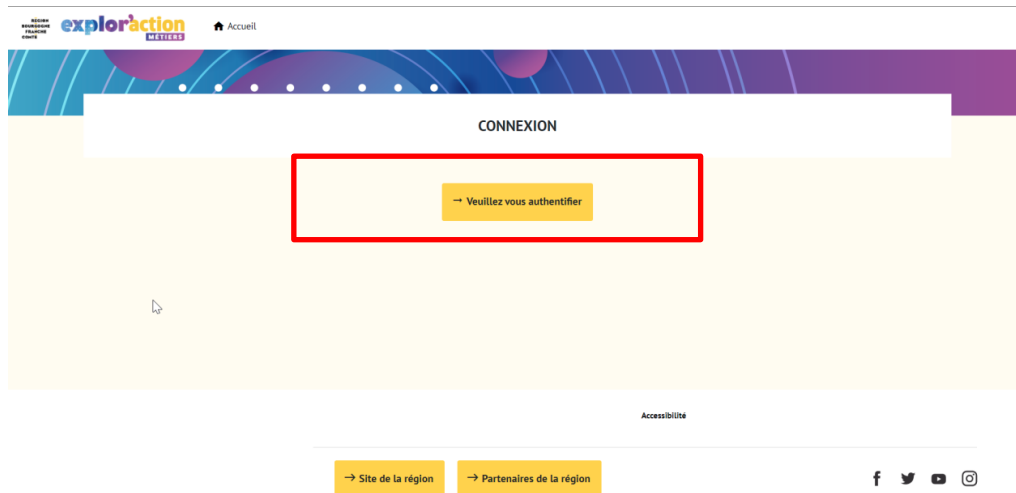 RÉGION
BOURGOGNE
FRANCHE
COMTÉ
explor'action
MÉTIERS
Accueil
CONNEXION
→ Veuillez vous authentifier
Accessibilité
→ Site de la région
→ Partenaires de la région